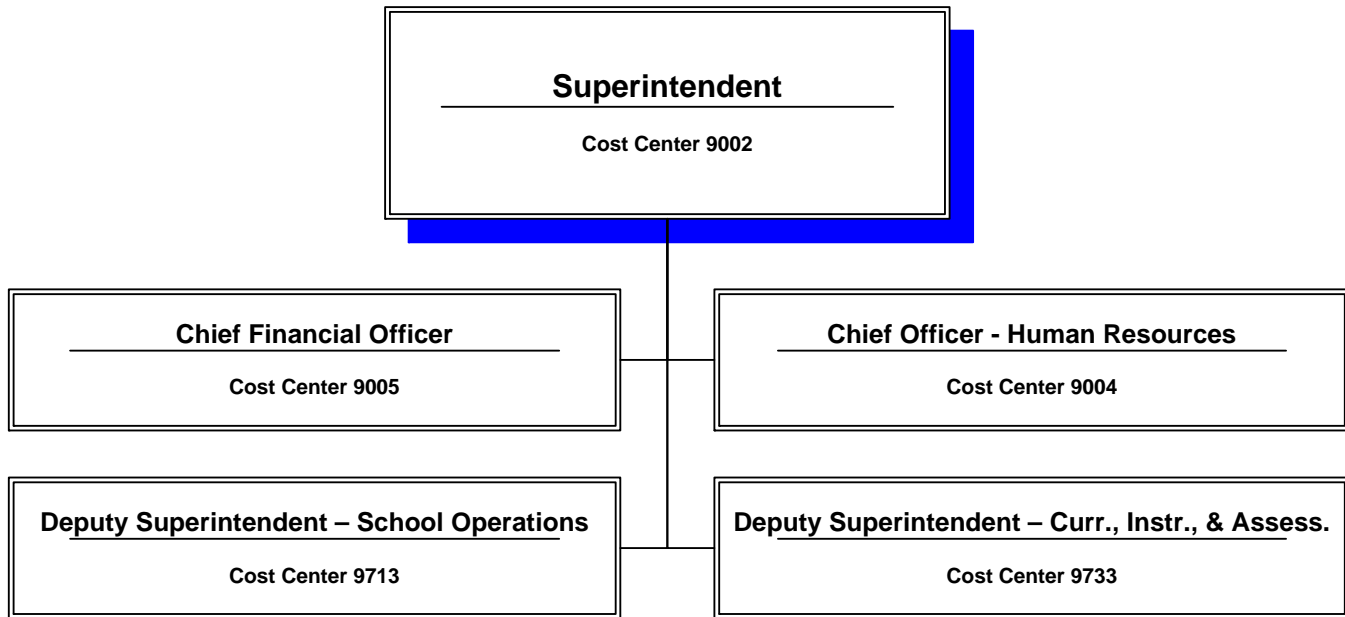 Superintendent
Cost Center 9002
Chief Financial Officer
Cost Center 9005
Chief Officer - Human Resources
Cost Center 9004
Deputy Superintendent – School Operations
Cost Center 9713
Deputy Superintendent – Curr., Instr., & Assess.
Cost Center 9733